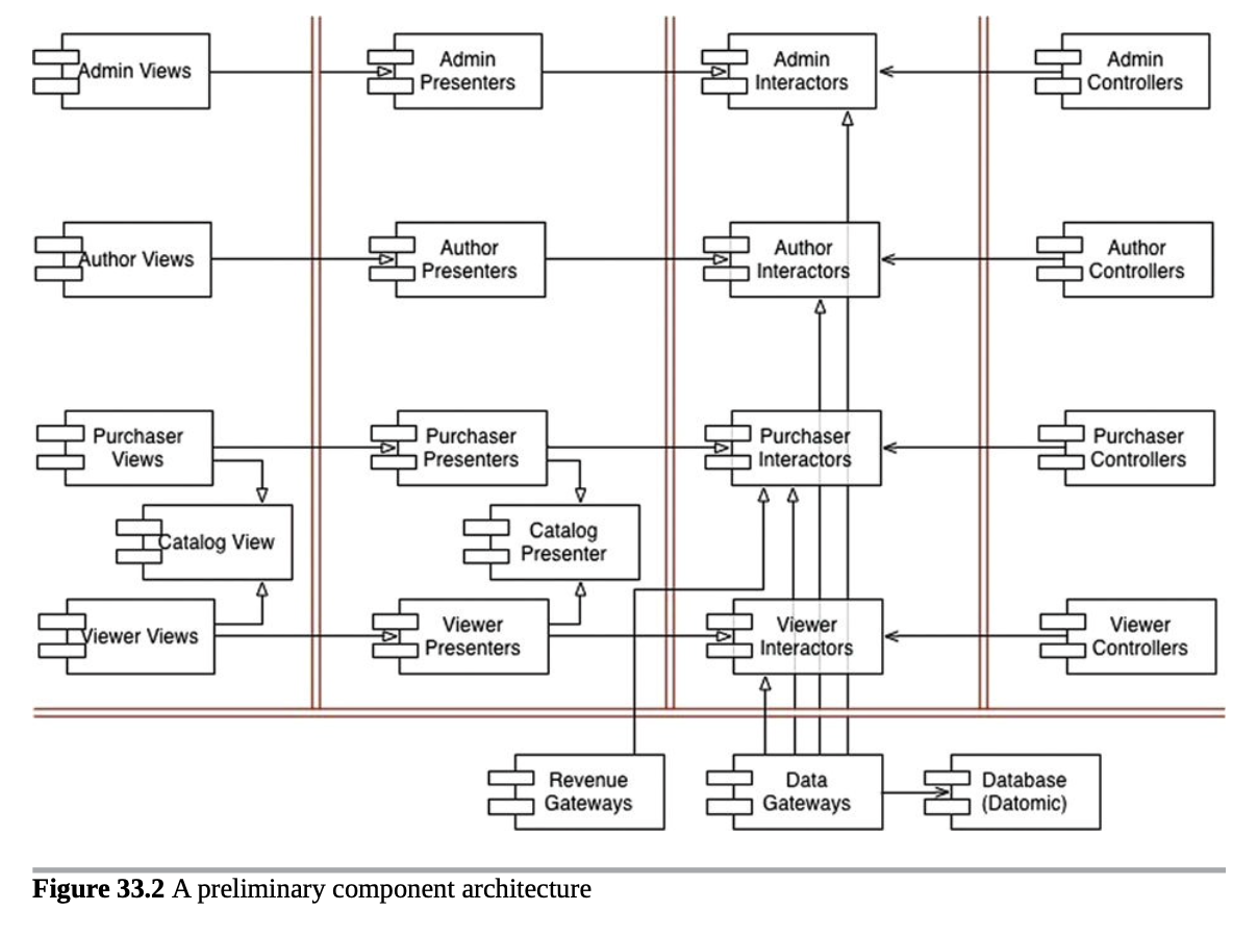 Admin Views
Admin
Presenters
Admin
Interactors
Admin
Controllers
Author Views
Author
Presenters
Author
Interactors
Author
Controllers
Purchaser
Views
Purchaser
Presenters
Purchaser
Interactors
Purchaser
Controllers
Catalog View
Catalog
Presenter
Viewer Views
Viewer
Presenters
Viewer
Interactors
Viewer
Controllers
Revenue
Gateways
Data
Gateways
Database
(Datomic)
Figure 33.2 A preliminary component architecture